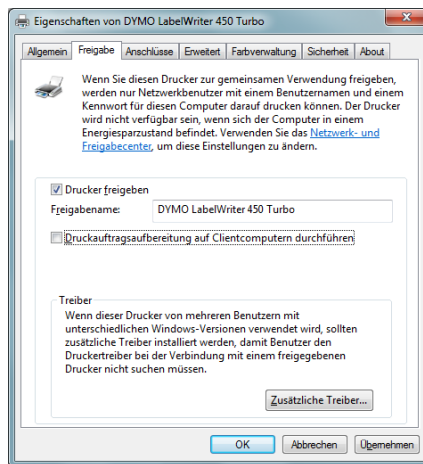 Eigenschaften von DYMO LabelWriter 450 Turbo
Allgemein Freigabe Anschlüsse Erweitert Farbverwaltung Sicherheit About
Wenn Sie diesen Drucker zur gemeinsamen Verwendung freigeben,
werden nur Netzwerkbenutzer mit einem Benutzernamen und einem
Kennwort für diesen Computer darauf drucken können. Der Drucker
wird nicht verfügbar sein, wenn sich der Computer in einem
Energiesparzustand befindet. Verwenden Sie das Netzwerk- und
Freigabecenter, um diese Einstellungen zu ändern.
Drucker freigeben
Freigabename: DYMO LabelWriter 450 Turbo
Druckauftragsaufbereitung auf Clientcomputern durchführen
Treiber
Wenn dieser Drucker von mehreren Benutzern mit
unterschiedlichen Windows-Versionen verwendet wird, sollten
zusätzliche Treiber installiert werden, damit Benutzer den
Druckertreiber bei der Verbindung mit einem freigegebenen
Drucker nicht suchen müssen.
Zusätzliche Treiber...
OK Abbrechen Übernehmen